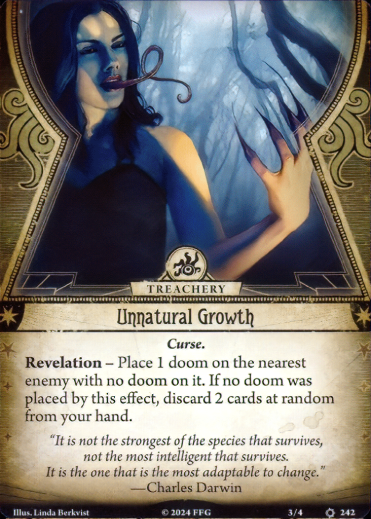 TREACHERY
Unnatural Growth
Curse.
Revelation – Place 1 doom on the nearest
enemy with no doom on it. If no doom was
placed by this effect, discard 2 cards at random
from your hand.
“It is not the strongest of the species that survives,
not the most intelligent that survives.
It is the one that is the most adaptable to change.”
—Charles Darwin
Illus. Linda Berkvist © 2024 FFG 3/4 242